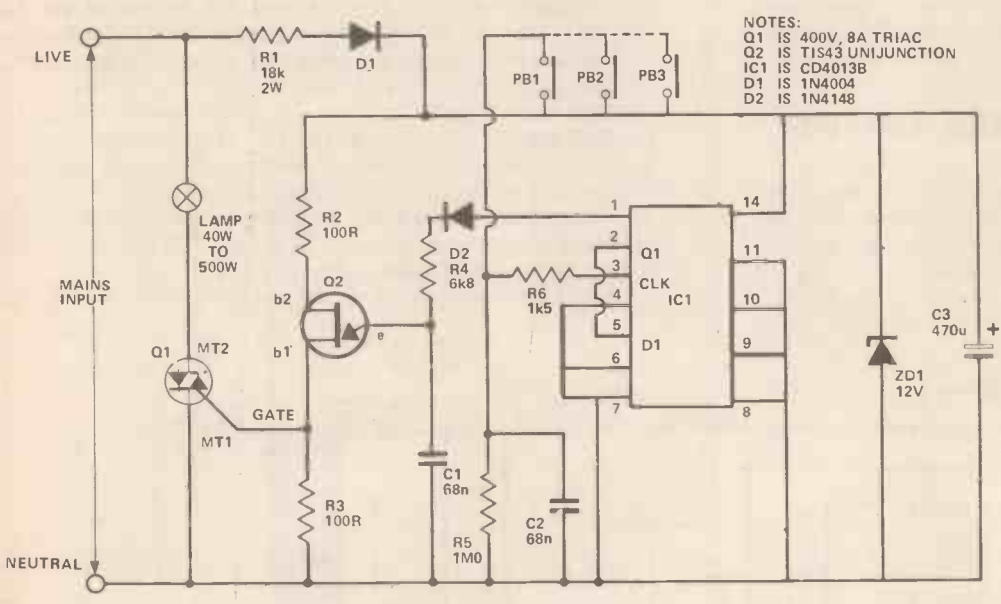 LIVE
R1
18k
2W
D1
PB1
PB2
PB3
NOTES:
Q1 IS 400V, 8A TRIAC
Q2 IS TIS43 UNIJUNCTION
IC1 IS CD4013B
D1 IS 1N4004
D2 IS 1N4148
LAMP
40W
TO
500W
R2
100R
D2
R4
6k8
1
2
3
4
5
6
7
Q1
CLK
IC1
D1
14
11
10
9
8
R6
1k5
MAINS
INPUT
Q2
b2
b1
e
Q1
MT2
MT1
GATE
C3
470u
+
ZD1
12V
R3
100R
C1
68n
R5
1M0
C2
68n
NEUTRAL